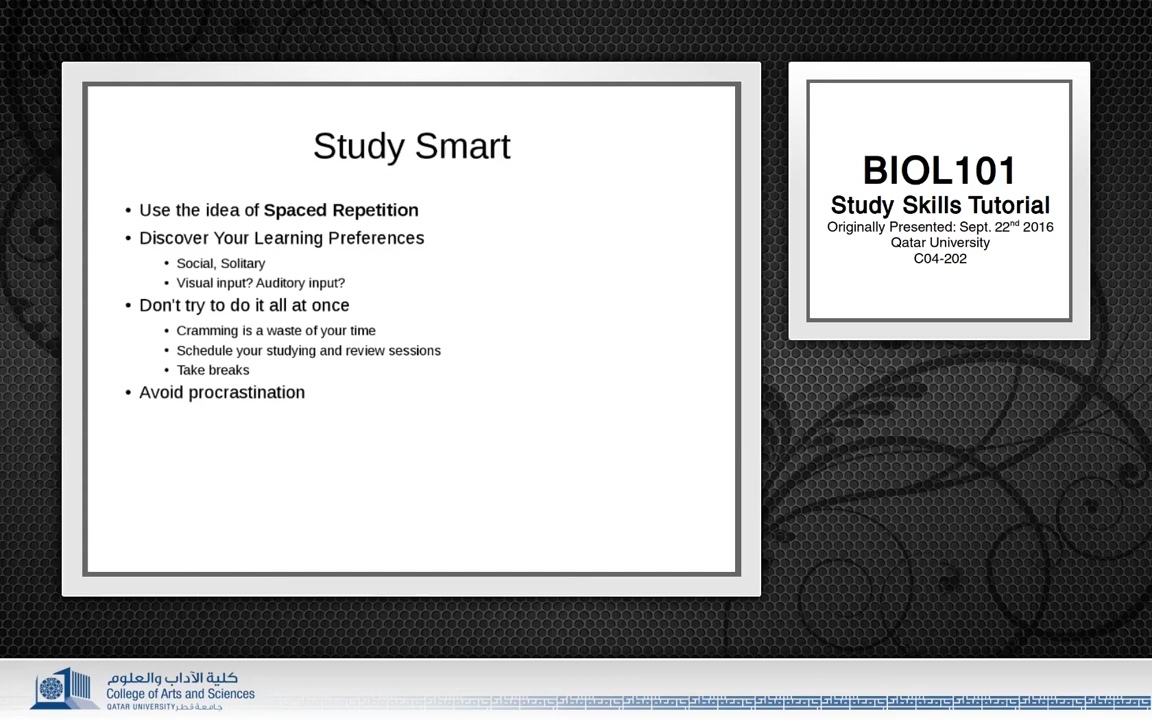 Study Smart
• Use the idea of Spaced Repetition
• Discover Your Learning Preferences
• Social, Solitary
• Visual input? Auditory input?
• Don't try to do it all at once
• Cramming is a waste of your time
• Schedule your studying and review sessions
• Take breaks
• Avoid procrastination
BIOL101
Study Skills Tutorial
Originally Presented: Sept. 22nd 2016
Qatar University
C04-202
كلية الآداب والعلوم
College of Arts and Sciences
QATAR UNIVERSITY جامعة قطر